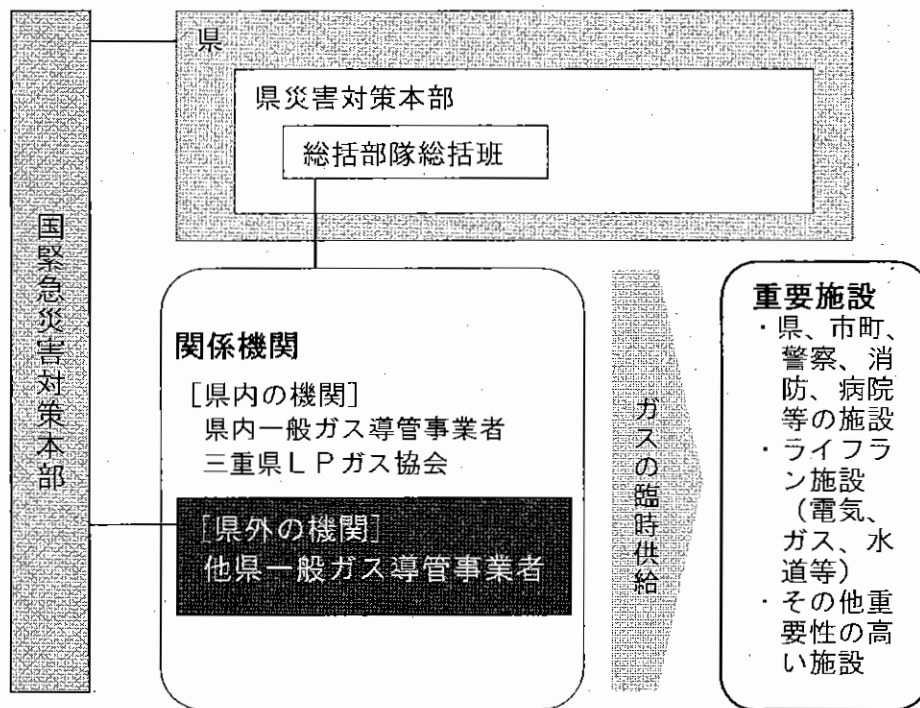 国緊急災害対策本部
県
県災害対策本部
総括部隊総括班
関係機関
[県内の機関]
県内一般ガス導管事業者
三重県ＬＰガス協会
[県外の機関]
他県一般ガス導管事業者
ガスの臨時供給
重要施設
・県、市町、
警察、消
防、病院
等の施設
・ライフラ
ン施設
（電気、
ガス、水
道等）
・その他重
要性の高
い施設